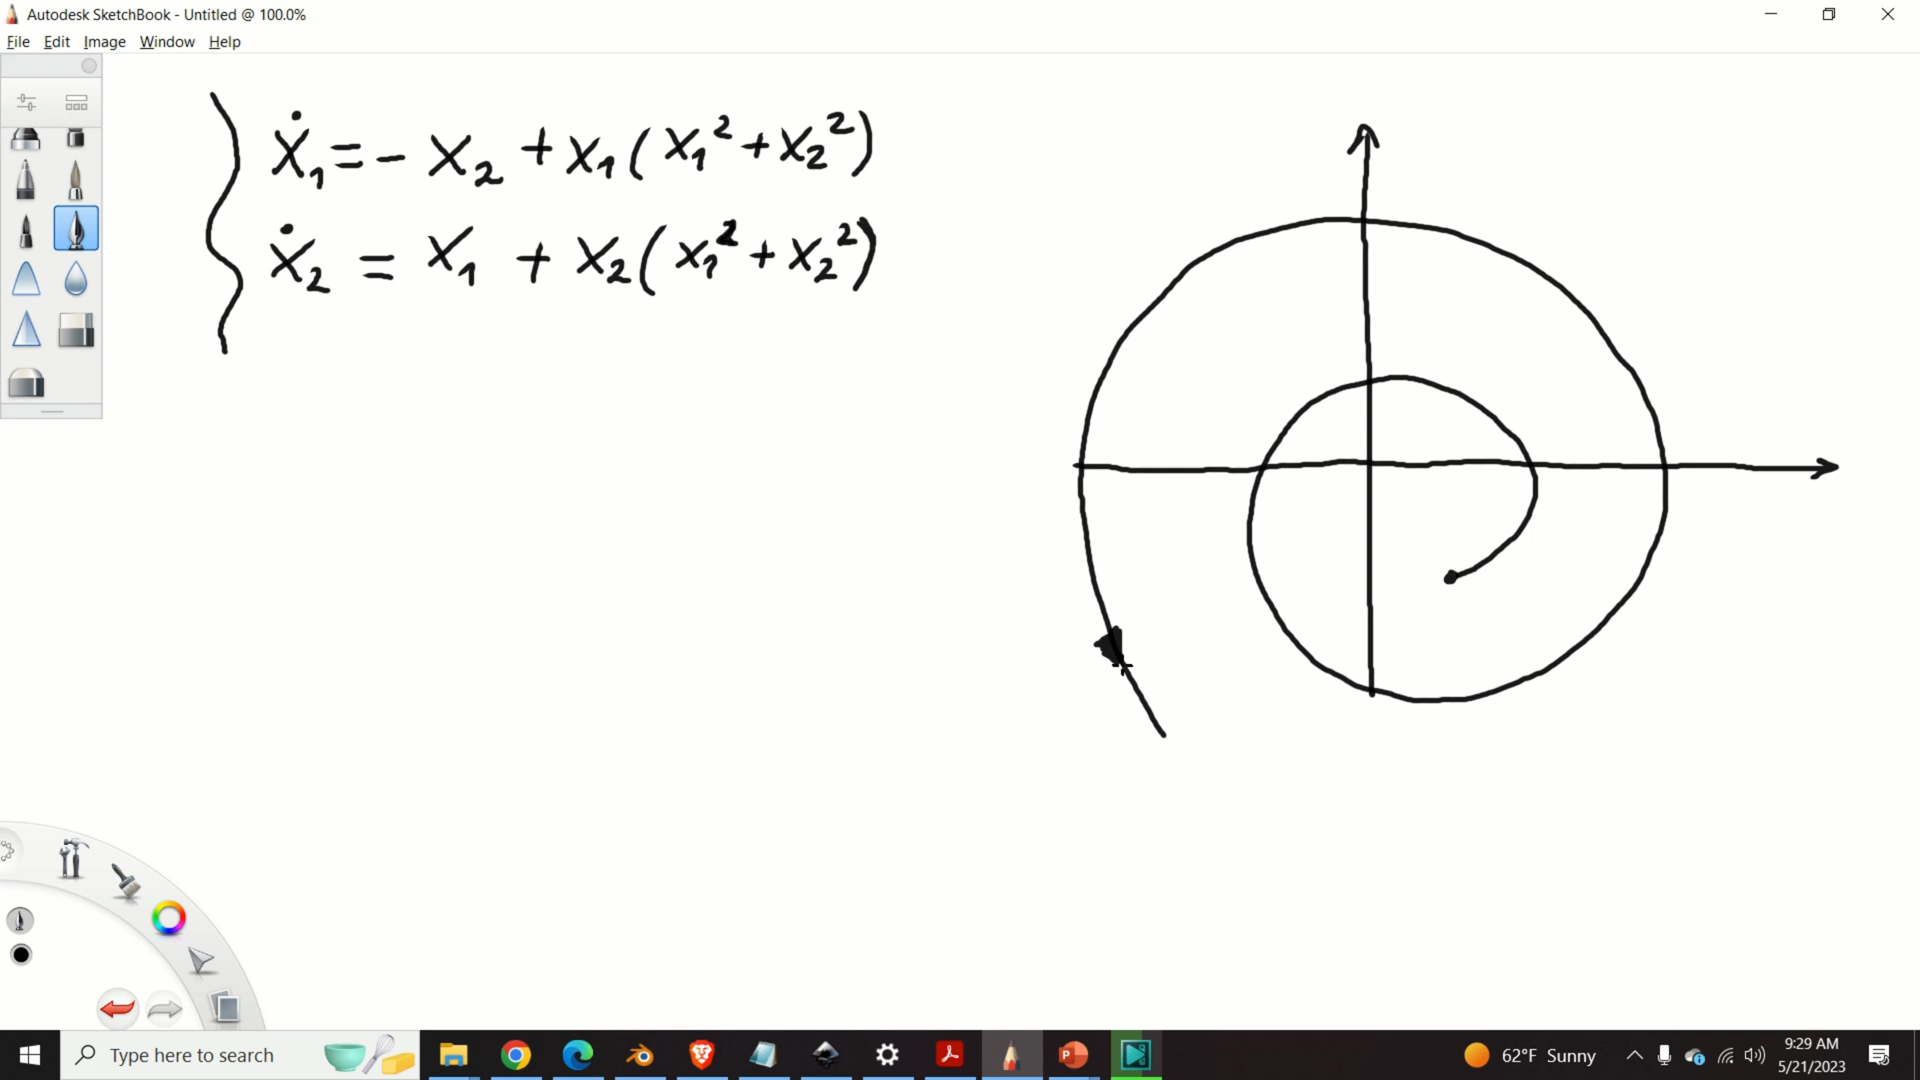 Autodesk SketchBook - Untitled @ 100.0%
File Edit Image Window Help
ẋ₁ = - x₂ + x₁(x₁² + x₂²)
ẋ₂ = x₁ + x₂(x₁² + x₂²)
Type here to search
62°F Sunny
9:29 AM
5/21/2023